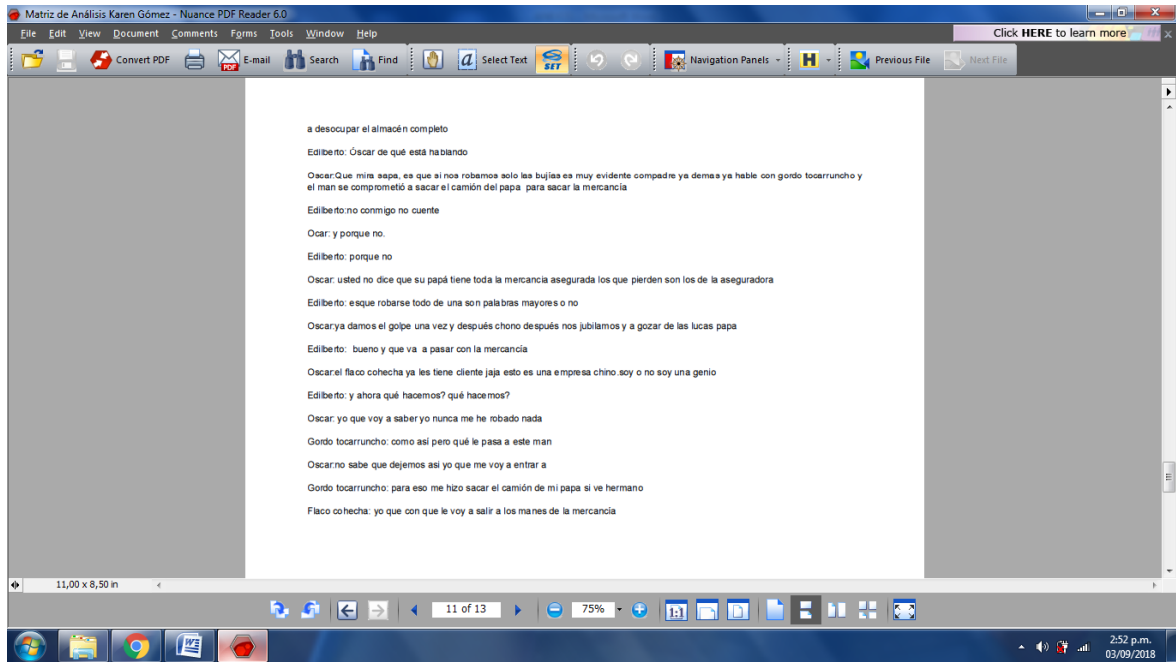 Matriz de Análisis Karen Gómez - Nuance PDF Reader 6.0
File Edit View Document Comments Forms Tools Window Help
Click HERE to learn more
Convert PDF E-mail Search Find Select Text SET Navigation Panels H Previous File Next File
a desocupar el almacén completo
Edilberto: Óscar de qué está hablando
Oscar:Que mira sapa, es que si nos robamos solo las bujías es muy evidente compadre ya demas ya hable con gordo tocarruncho y
el man se comprometió a sacar el camión del papa para sacar la mercancía
Edilberto:no conmigo no cuente
Ocar: y porque no.
Edilberto: porque no
Oscar: usted no dice que su papá tiene toda la mercancia asegurada los que pierden son los de la aseguradora
Edilberto: esque robarse todo de una son palabras mayores o no
Oscar:ya damos el golpe una vez y después chono después nos jubilamos y a gozar de las lucas papa
Edilberto: bueno y que va a pasar con la mercancía
Oscar:el flaco cohecha ya les tiene cliente jaja esto es una empresa chino.soy o no soy una genio
Edilberto: y ahora qué hacemos? qué hacemos?
Oscar: yo que voy a saber yo nunca me he robado nada
Gordo tocarruncho: como así pero qué le pasa a este man
Oscar:no sabe que dejemos asi yo que me voy a entrar a
Gordo tocarruncho: para eso me hizo sacar el camión de mi papa si ve hermano
Flaco cohecha: yo que con que le voy a salir a los manes de la mercancía
11,00 x 8,50 in
11 of 13 75% 1:1
2:52 p.m.
03/09/2018